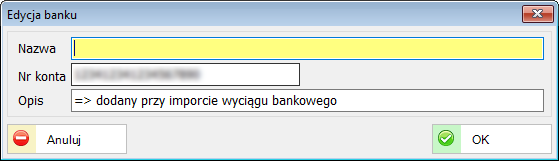 Edycja banku
Nazwa
Nr konta
Opis => dodany przy imporcie wyciągu bankowego
Anuluj OK